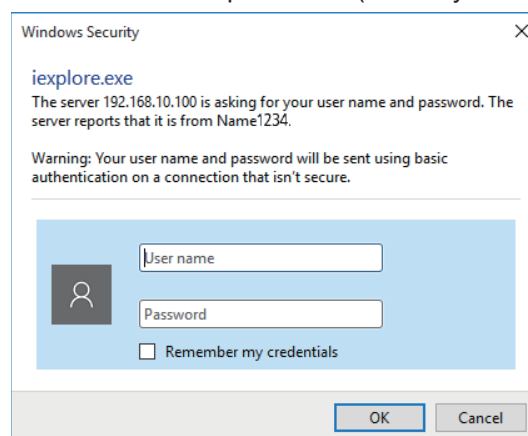 Windows Security
iexplore.exe
The server 192.168.10.100 is asking for your user name and password. The
server reports that it is from Name1234.
Warning: Your user name and password will be sent using basic
authentication on a connection that isn't secure.
User name
Password
Remember my credentials
OK Cancel